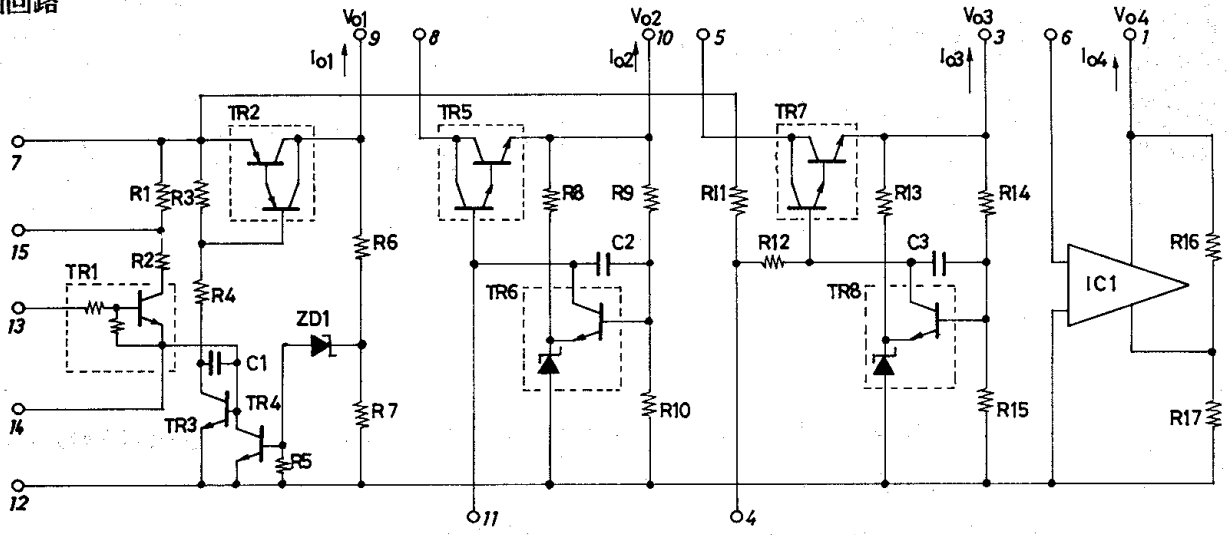 回路
Vo1
9
8
Vo2
10
5
Vo3
3
6
Vo4
1
Io1
Io2
Io3
Io4
TR2
TR5
TR7
7
R1
R3
R8
R9
R11
R13
R14
15
R6
R12
C2
C3
R16
R2
TR1
R4
TR6
TR8
IC1
13
ZD1
C1
14
TR3
TR4
R7
R10
R15
R17
R5
12
11
4